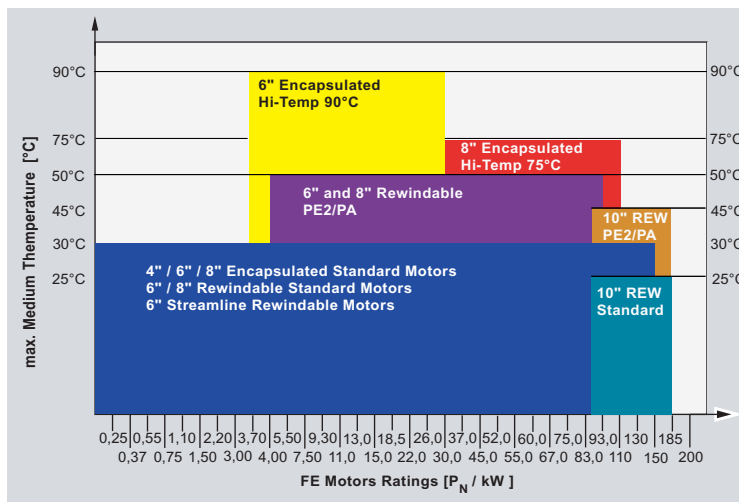 90°C
75°C
50°C
45°C
30°C
25°C
max. Medium Themperature [°C]
6" Encapsulated
Hi-Temp 90°C
8" Encapsulated
Hi-Temp 75°C
6" and 8" Rewindable
PE2/PA
10" REW
PE2/PA
4" / 6" / 8" Encapsulated Standard Motors
6" / 8" Rewindable Standard Motors
6" Streamline Rewindable Motors
10" REW
Standard
90°C
75°C
50°C
45°C
30°C
25°C
0,25 0,55 1,10 2,20 3,70 5,50 9,30 13,0 18,5 26,0 37,0 52,0 60,0 75,0 93,0 130 185
0,37 0,75 1,50 3,00 4,00 7,50 11,0 15,0 22,0 30,0 45,0 55,0 67,0 83,0 110 150 200
FE Motors Ratings [PN / kW ]